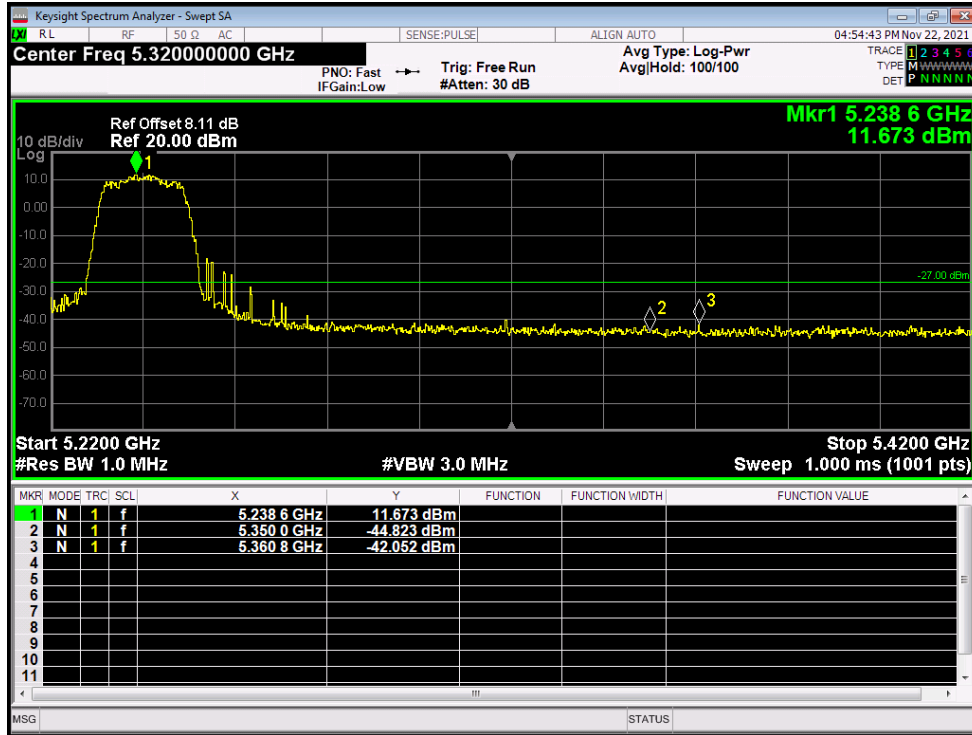 Keysight Spectrum Analyzer - Swept SA
LXI RL RF 50 Ω AC SENSE:PULSE ALIGN AUTO 04:54:43 PM Nov 22, 2021
Center Freq 5.320000000 GHz
PNO: Fast
IFGain:Low
Trig: Free Run
#Atten: 30 dB
Avg Type: Log-Pwr
Avg|Hold: 100/100
TRACE 1 2 3 4 5 6
TYPE M W W W W W
DET P N N N N N
Mkr1 5.238 6 GHz
11.673 dBm
Ref Offset 8.11 dB
10 dB/div Ref 20.00 dBm
Log
1
10.0
0.00
-10.0
-20.0
-27.00 dBm
-30.0
2 3
-40.0
-50.0
-60.0
-70.0
Start 5.2200 GHz Stop 5.4200 GHz
#Res BW 1.0 MHz #VBW 3.0 MHz Sweep 1.000 ms (1001 pts)
MKR MODE TRC SCL X Y FUNCTION FUNCTION WIDTH FUNCTION VALUE
1 N 1 f 5.238 6 GHz 11.673 dBm
2 N 1 f 5.350 0 GHz -44.823 dBm
3 N 1 f 5.360 8 GHz -42.052 dBm
4
5
6
7
8
9
10
11
MSG STATUS